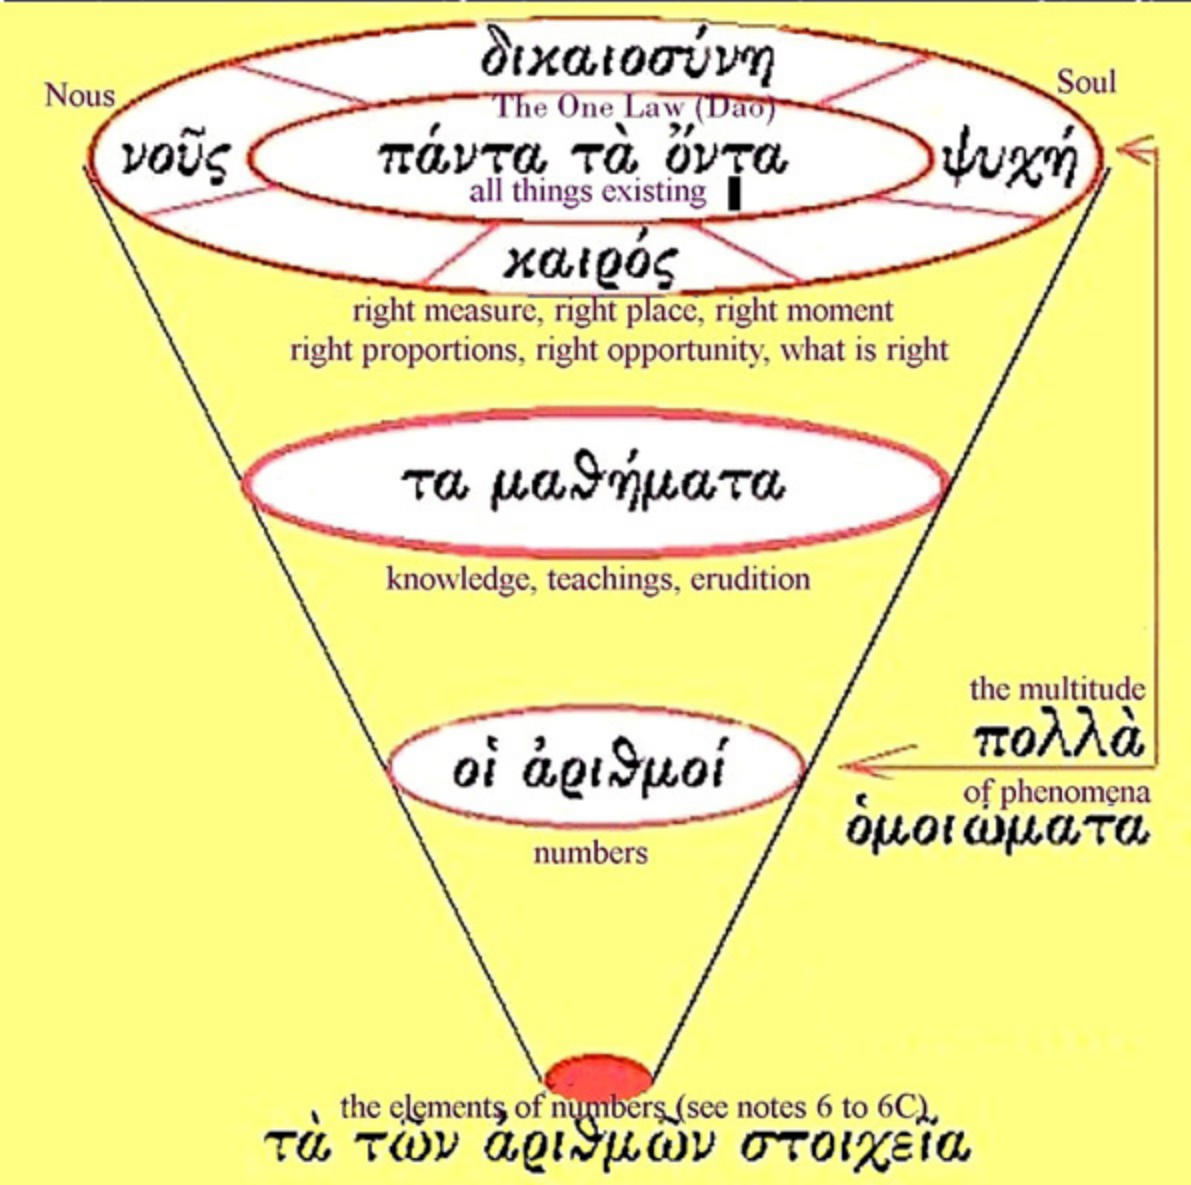 δικαιοσύνη
Nous
Soul
The One Law (Dao)
νοῦς
πάντα τὰ ὄντα
ψυχή
all things existing
καιρός
right measure, right place, right moment
right proportions, right opportunity, what is right
τα μαθήματα
knowledge, teachings, erudition
the multitude
πολλὰ
οἱ ἀριθμοί
of phenomena
ὁμοιώματα
numbers
the elements of numbers (see notes 6 to 6C)
τὰ τῶν ἀριθμῶν στοιχεῖα